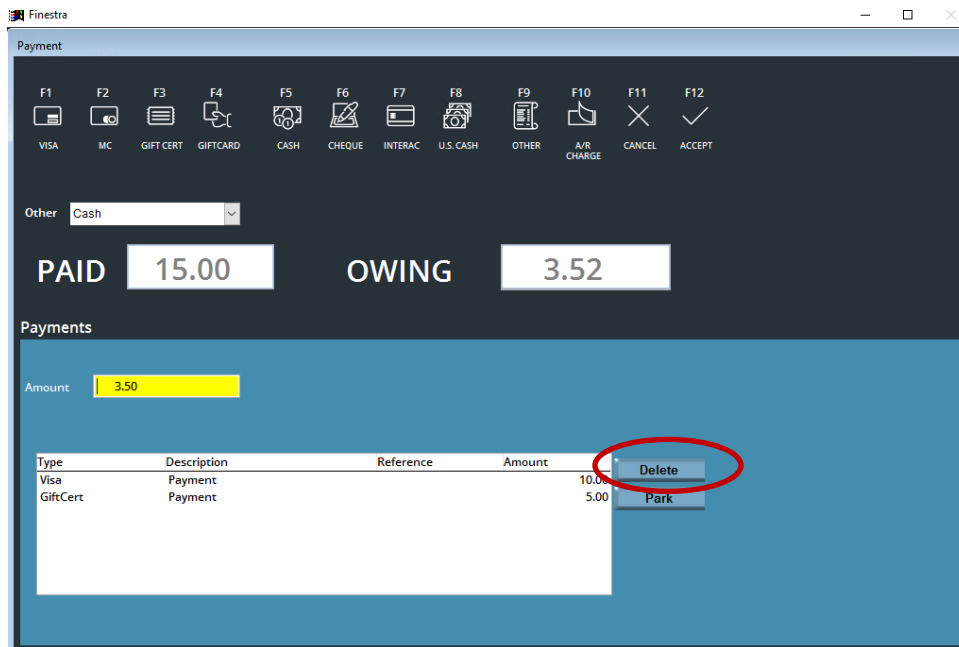 Finestra
Payment
F1 F2 F3 F4 F5 F6 F7 F8 F9 F10 F11 F12
VISA MC GIFT CERT GIFTCARD CASH CHEQUE INTERAC U.S. CASH OTHER A/R CHARGE CANCEL ACCEPT
Other Cash
PAID 15.00 OWING 3.52
Payments
Amount 3.50
Type Description Reference Amount
Visa Payment 10.00
GiftCert Payment 5.00
Delete
Park